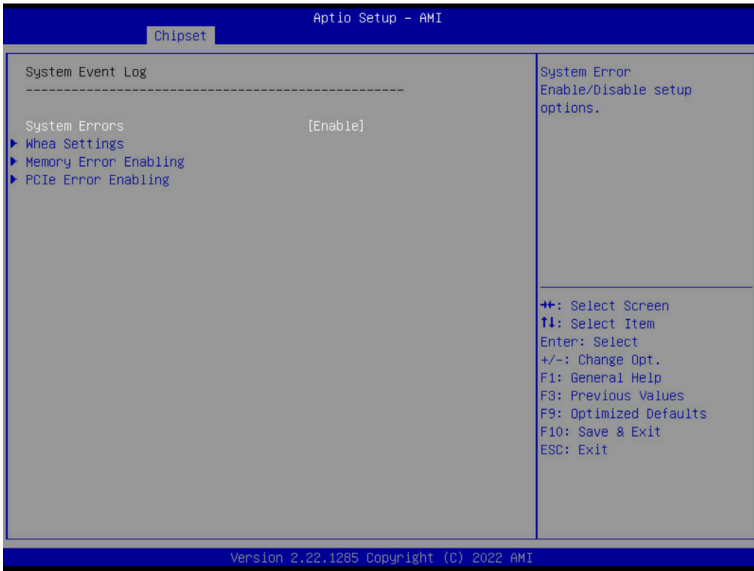 Aptio Setup – AMI
Chipset
System Event Log
--------------------------------------------------
System Errors [Enable]
Whea Settings
Memory Error Enabling
PCIe Error Enabling
System Error
Enable/Disable setup
options.
→←: Select Screen
↑↓: Select Item
Enter: Select
+/-: Change Opt.
F1: General Help
F3: Previous Values
F9: Optimized Defaults
F10: Save & Exit
ESC: Exit
Version 2.22.1285 Copyright (C) 2022 AMI